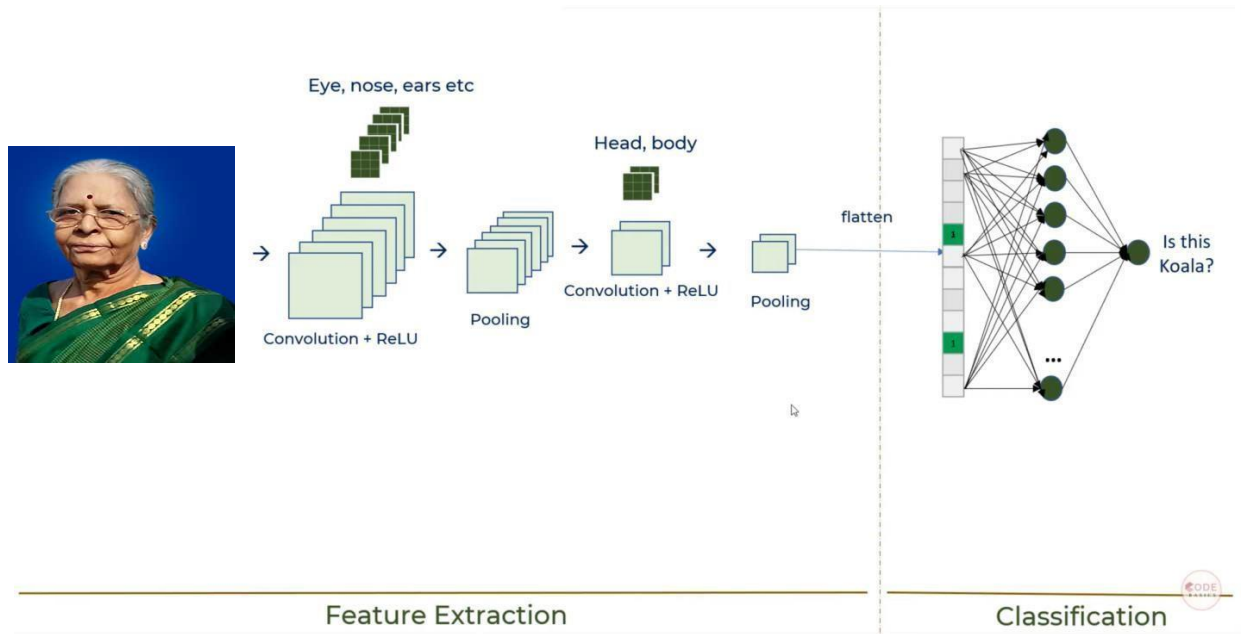 Eye, nose, ears etc
Head, body
flatten
Is this
Koala?
Convolution + ReLU
Pooling
Convolution + ReLU
Pooling
...
Feature Extraction
Classification
CODE